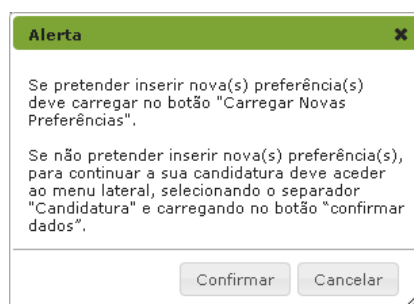 Alerta
Se pretender inserir nova(s) preferência(s)
deve carregar no botão "Carregar Novas
Preferências".
Se não pretender inserir nova(s) preferência(s),
para continuar a sua candidatura deve aceder
ao menu lateral, selecionando o separador
"Candidatura" e carregando no botão “confirmar
dados”.
Confirmar Cancelar